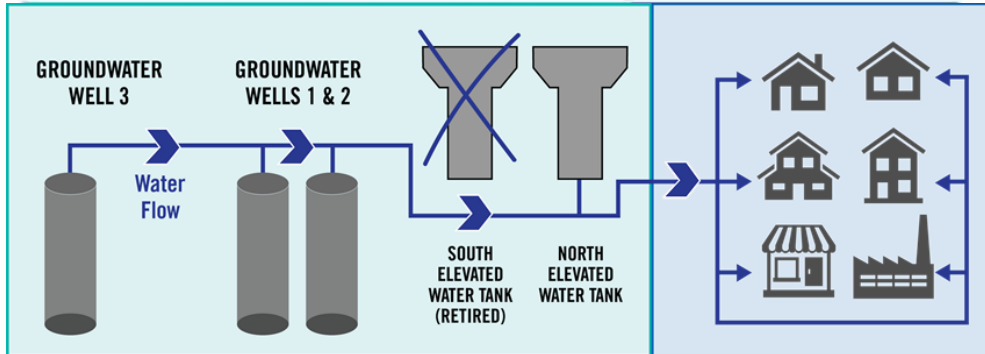 GROUNDWATER
WELL 3
GROUNDWATER
WELLS 1 & 2
Water
Flow
SOUTH
ELEVATED
WATER TANK
(RETIRED)
NORTH
ELEVATED
WATER TANK